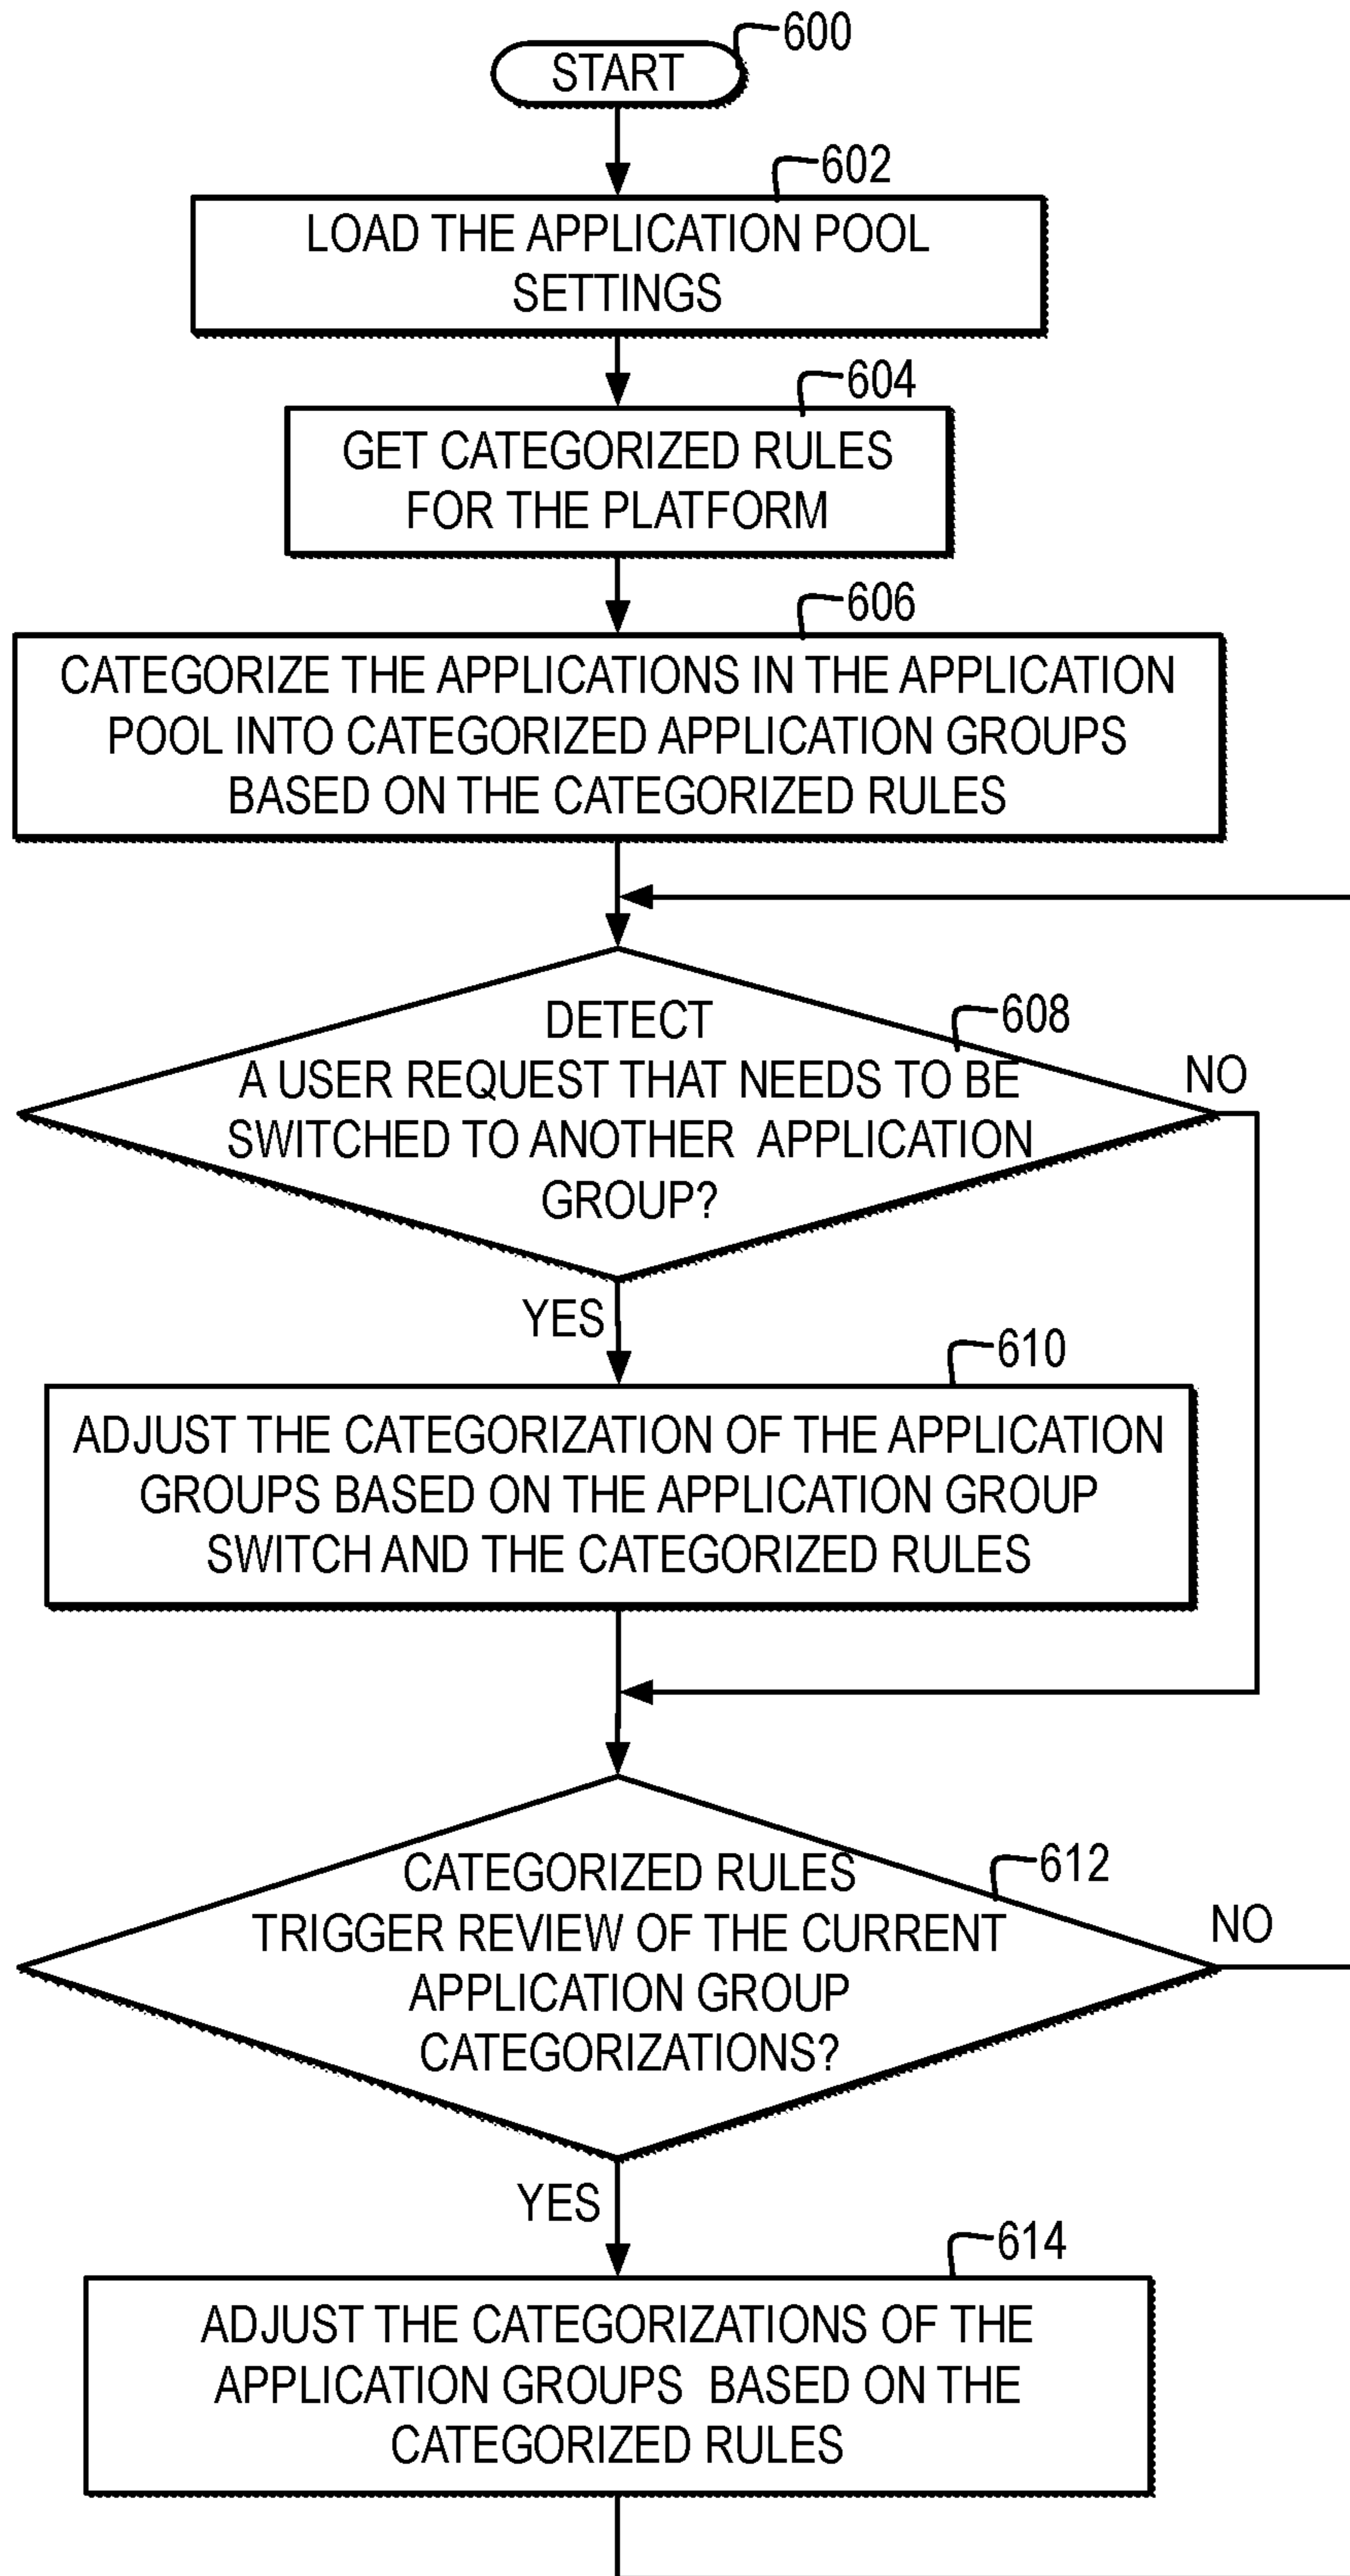 600
START
602
LOAD THE APPLICATION POOL
SETTINGS
604
GET CATEGORIZED RULES
FOR THE PLATFORM
606
CATEGORIZE THE APPLICATIONS IN THE APPLICATION
POOL INTO CATEGORIZED APPLICATION GROUPS
BASED ON THE CATEGORIZED RULES
608
DETECT
A USER REQUEST THAT NEEDS TO BE
SWITCHED TO ANOTHER APPLICATION
GROUP?
NO
YES
610
ADJUST THE CATEGORIZATION OF THE APPLICATION
GROUPS BASED ON THE APPLICATION GROUP
SWITCH AND THE CATEGORIZED RULES
612
CATEGORIZED RULES
TRIGGER REVIEW OF THE CURRENT
APPLICATION GROUP
CATEGORIZATIONS?
NO
YES
614
ADJUST THE CATEGORIZATIONS OF THE
APPLICATION GROUPS BASED ON THE
CATEGORIZED RULES